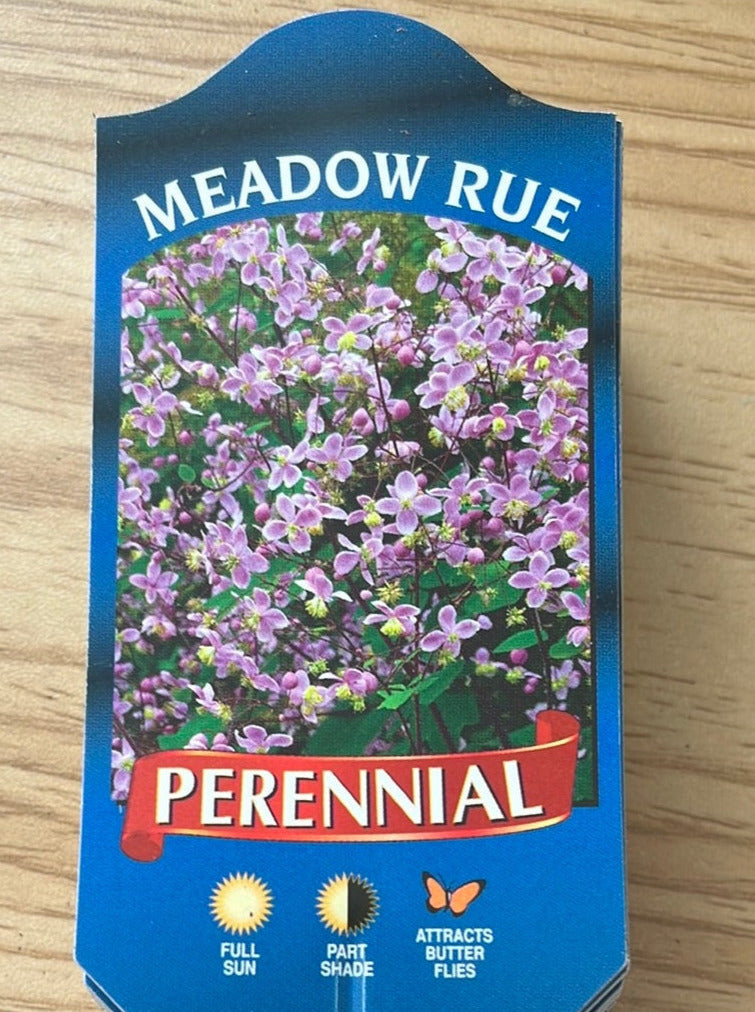 MEADOW RUE
PERENNIAL
FULL
SUN
PART
SHADE
ATTRACTS
BUTTER
FLIES